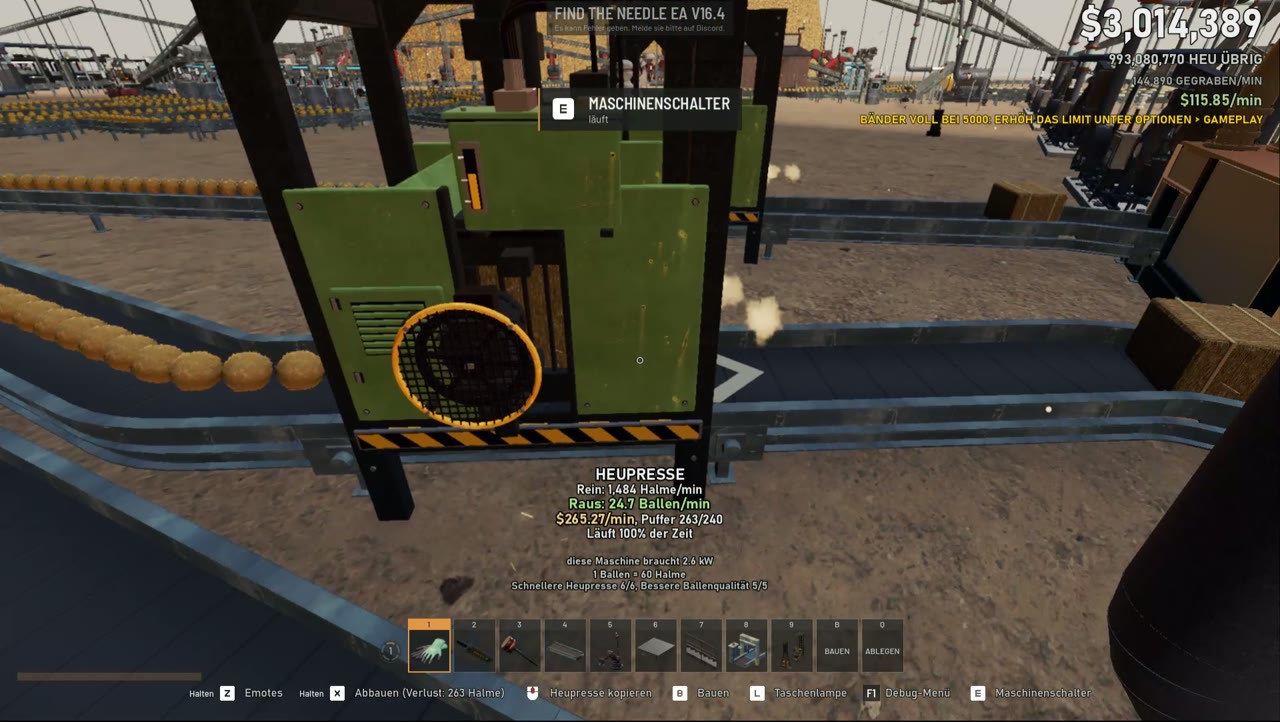 FIND THE NEEDLE EA V16.4
Es kann Fehler geben. Melde sie bitte auf Discord.
$3,014,389
993,080,770 HEU ÜBRIG
144,890 GEGRABEN/MIN
$115.85/min
BÄNDER VOLL BEI 5000: ERHÖH DAS LIMIT UNTER OPTIONEN > GAMEPLAY
E MASCHINENSCHALTER
läuft
HEUPRESSE
Rein: 1,484 Halme/min
Raus: 24.7 Ballen/min
$265.27/min, Puffer 263/240
Läuft 100% der Zeit
diese Maschine braucht 2.6 kW
1 Ballen = 60 Halme
Schnellere Heupresse 6/6, Bessere Ballenqualität 5/5
1 2 3 4 5 6 7 8 9 B 0
1
BAUEN ABLEGEN
Halten Z Emotes Halten X Abbauen (Verlust: 263 Halme) Heupresse kopieren B Bauen L Taschenlampe F1 Debug-Menü E Maschinenschalter